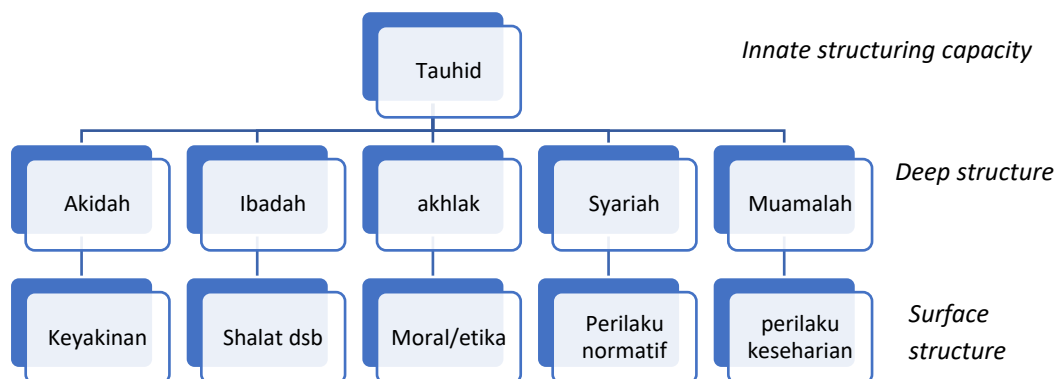 Tauhid
Innate structuring capacity
Akidah
Ibadah
akhlak
Syariah
Muamalah
Deep structure
Keyakinan
Shalat dsb
Moral/etika
Perilaku
normatif
perilaku
keseharian
Surface
structure